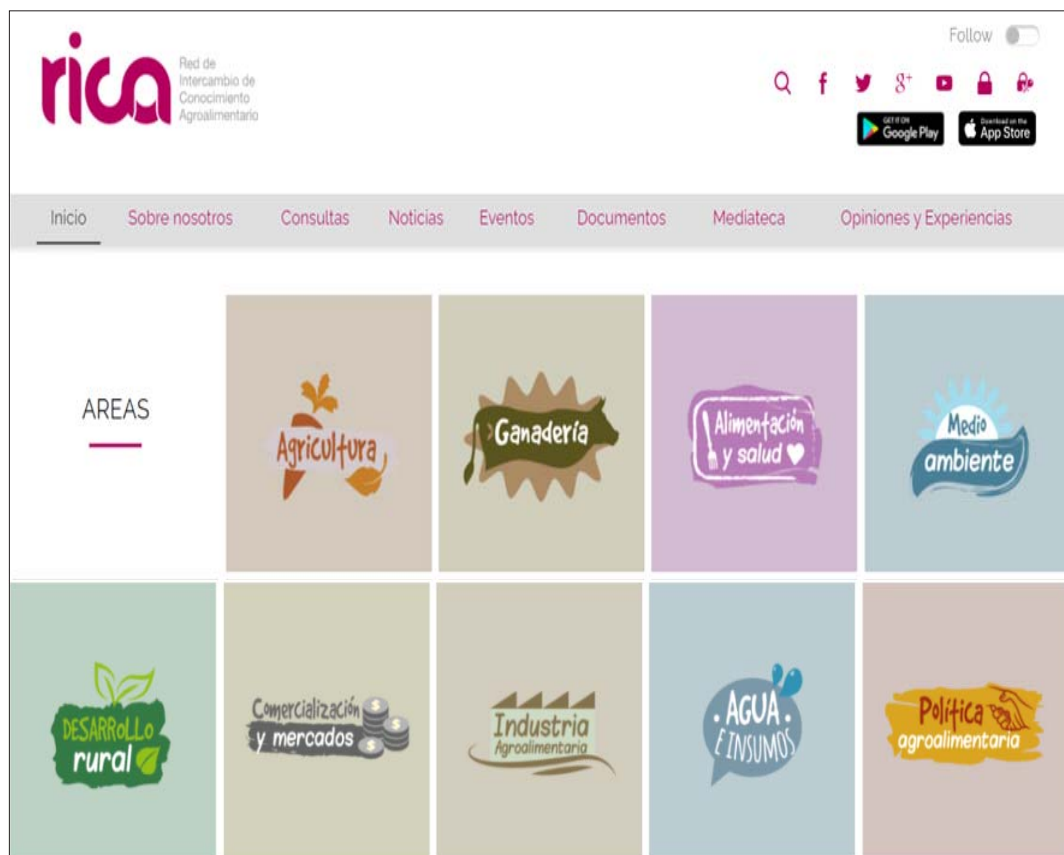 Follow
rica
Red de
Intercambio de
Conocimiento
Agroalimentario
f
8+
GET IT ON
Google Play
Download on the
App Store
Inicio Sobre nosotros Consultas Noticias Eventos Documentos Mediateca Opiniones y Experiencias
AREAS
Agricultura
Ganadería
Alimentación
y salud
Medio
ambiente
DESARROLLO
rural
Comercialización
y mercados
Industria
Agroalimentaria
· AGUA ·
E INSUMOS
Política
agroalimentaria